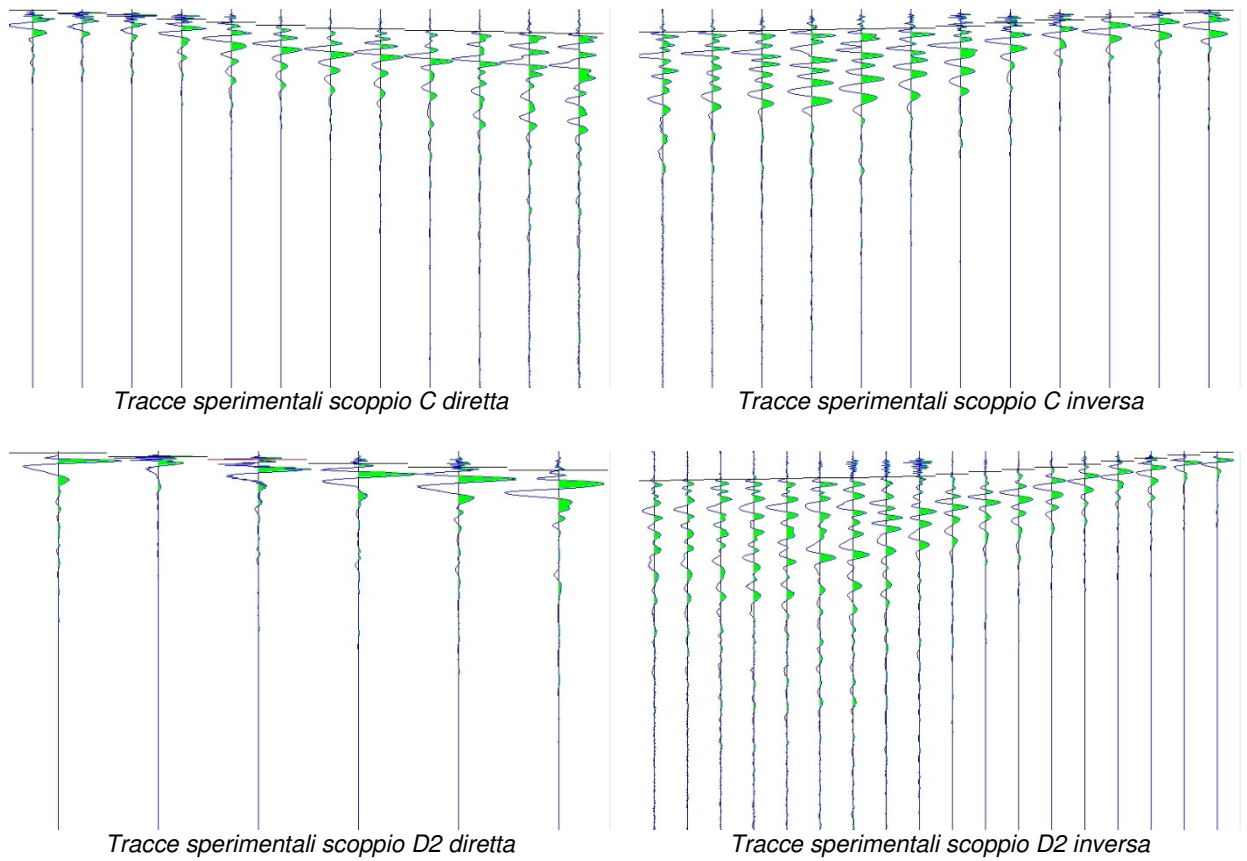 Tracce sperimentali scoppio C diretta
Tracce sperimentali scoppio C inversa
Tracce sperimentali scoppio D2 diretta
Tracce sperimentali scoppio D2 inversa